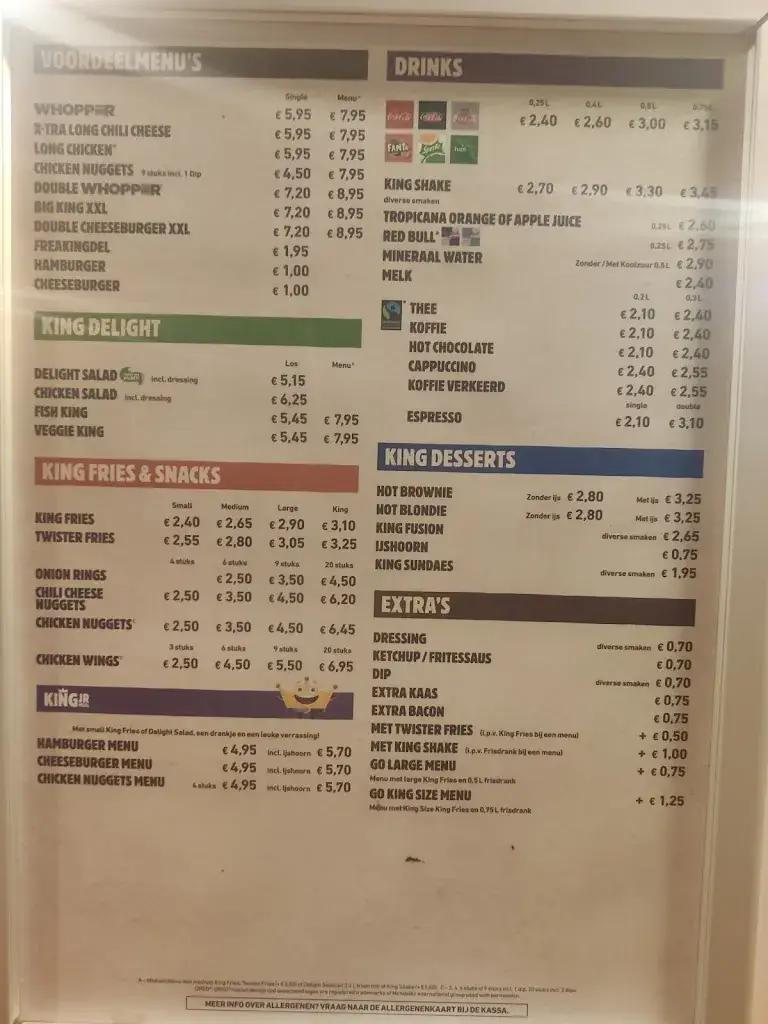 VOORDEELMENU'S
Single Menu*
WHOPPER € 5,95 € 7,95
X-TRA LONG CHILI CHEESE € 5,95 € 7,95
LONG CHICKEN* € 5,95 € 7,95
CHICKEN NUGGETS 9 stuks incl. 1 Dip € 4,50 € 7,95
DOUBLE WHOPPER € 7,20 € 8,95
BIG KING XXL € 7,20 € 8,95
DOUBLE CHEESEBURGER XXL € 7,20 € 8,95
FREAKINGDEL € 1,95
HAMBURGER € 1,00
CHEESEBURGER € 1,00
KING DELIGHT
Los Menu*
DELIGHT SALAD incl. dressing € 5,15
CHICKEN SALAD incl. dressing € 6,25
FISH KING € 5,45 € 7,95
VEGGIE KING € 5,45 € 7,95
KING FRIES & SNACKS
Small Medium Large King
KING FRIES € 2,40 € 2,65 € 2,90 € 3,10
TWISTER FRIES € 2,55 € 2,80 € 3,05 € 3,25
4 stuks 6 stuks 9 stuks 20 stuks
ONION RINGS € 2,50 € 3,50 € 4,50
CHILI CHEESE
NUGGETS € 2,50 € 3,50 € 4,50 € 6,20
CHICKEN NUGGETS € 2,50 € 3,50 € 4,50 € 6,45
3 stuks 6 stuks 9 stuks 20 stuks
CHICKEN WINGS € 2,50 € 4,50 € 5,50 € 6,95
KING JR
Met small King Fries of Delight Salad, een drankje en een leuke verrassing!
HAMBURGER MENU € 4,95 incl. Ijshoorn € 5,70
CHEESEBURGER MENU € 4,95 incl. Ijshoorn € 5,70
CHICKEN NUGGETS MENU 4 stuks € 4,95 incl. Ijshoorn € 5,70
DRINKS
0,25L 0,4L 0,5L 0,75L
Coca-Cola Coca-Cola Coca-Cola € 2,40 € 2,60 € 3,00 € 3,15
FANTA Sprite
KING SHAKE € 2,70 € 2,90 € 3,30 € 3,45
diverse smaken
TROPICANA ORANGE OF APPLE JUICE 0,25L € 2,60
RED BULL* 0,25L € 2,75
MINERAAL WATER Zonder / Met Koolzuur 0,5L € 2,90
MELK € 2,40
0,2L 0,3L
THEE € 2,10 € 2,40
KOFFIE € 2,10 € 2,40
HOT CHOCOLATE € 2,10 € 2,40
CAPPUCCINO € 2,40 € 2,55
KOFFIE VERKEERD € 2,40 € 2,55
single double
ESPRESSO € 2,10 € 3,10
KING DESSERTS
HOT BROWNIE Zonder ijs € 2,80 Met ijs € 3,25
HOT BLONDIE Zonder ijs € 2,80 Met ijs € 3,25
KING FUSION diverse smaken € 2,65
IJSHOORN € 0,75
KING SUNDAES diverse smaken € 1,95
EXTRA'S
DRESSING diverse smaken € 0,70
KETCHUP / FRITESSAUS € 0,70
DIP diverse smaken € 0,70
EXTRA KAAS € 0,75
EXTRA BACON € 0,75
MET TWISTER FRIES (i.p.v. King Fries bij een menu) + € 0,50
MET KING SHAKE (i.p.v. Frisdrank bij een menu) + € 1,00
GO LARGE MENU + € 0,75
Menu met large King Fries en 0,5L frisdrank
GO KING SIZE MENU + € 1,25
Menu met King Size King Fries en 0,75L frisdrank
MEER INFO OVER ALLERGENEN? VRAAG NAAR DE ALLERGENENKAART BIJ DE KASSA.